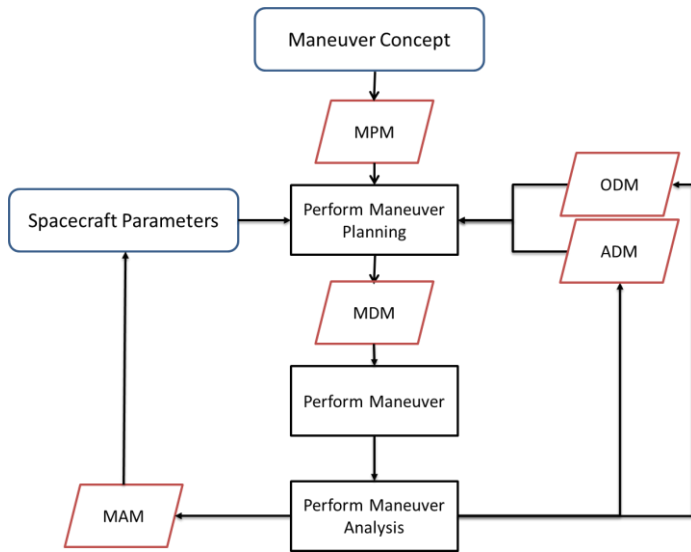 Maneuver Concept
MPM
ODM
Spacecraft Parameters
Perform Maneuver
Planning
ADM
MDM
Perform Maneuver
MAM
Perform Maneuver
Analysis